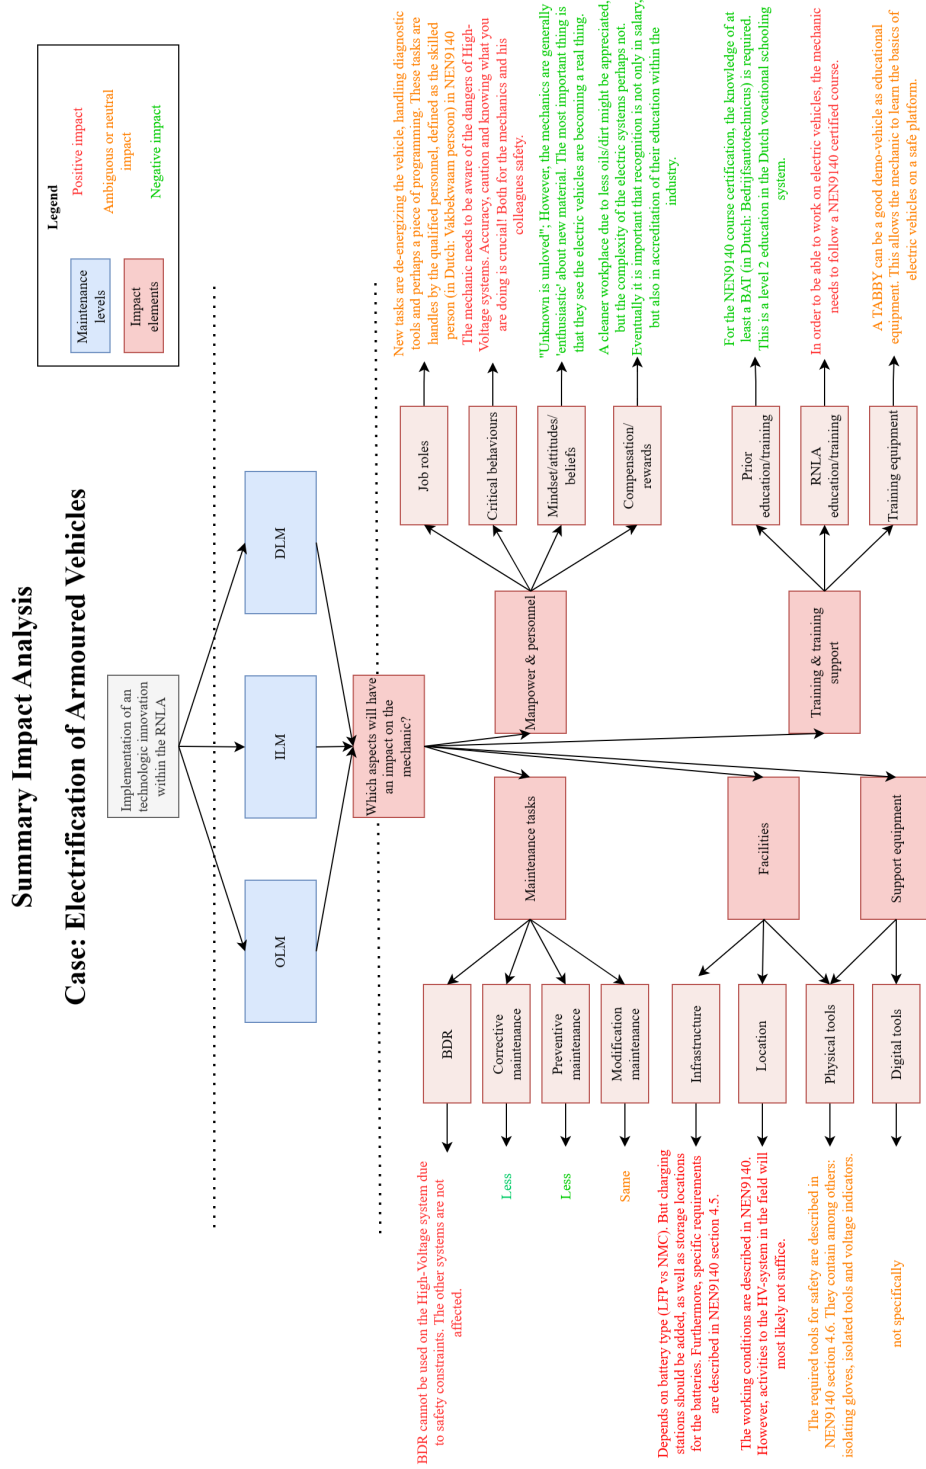 Summary Impact Analysis
Case: Electrification of Armoured Vehicles
Legend
Maintenance
levels
Impact
elements
Positive impact
Ambiguous or neutral
impact
Negative impact
Implementation of an
technologic innovation
within the RNLA
OLM
ILM
DLM
Which aspects will have
an impact on the
mechanic?
Maintenance tasks
Manpower & personnel
Facilities
Training & training
support
Support equipment
BDR
Corrective
maintenance
Preventive
maintenance
Modification
maintenance
Infrastructure
Location
Physical tools
Digital tools
BDR cannot be used on the High-Voltage system due
to safety constraints. The other systems are not
affected.
Less
Less
Same
Depends on battery type (LFP vs NMC). But charging
stations should be added, as well as storage locations
for the batteries. Furthermore, specific requirements
are described in NEN9140 section 4.5.
The working conditions are described in NEN9140.
However, activities to the HV-system in the field will
most likely not suffice.
The required tools for safety are described in
NEN9140 section 4.6. They contain among others:
isolating gloves, isolated tools and voltage indicators.
not specifically
Job roles
Critical behaviours
Mindset/attitudes/
beliefs
Compensation/
rewards
Prior
education/training
RNLA
education/training
Training equipment
New tasks are de-energizing the vehicle, handling diagnostic
tools and perhaps a piece of programming. These tasks are
handles by the qualified personnel, defined as the skilled
person (in Dutch: Vakbekwaam persoon) in NEN9140
The mechanic needs to be aware of the dangers of High-
Voltage systems. Accuracy, caution and knowing what you
are doing is crucial! Both for the mechanics and his
colleagues safety.
"Unknown is unloved"; However, the mechanics are generally
'enthusiastic' about new material. The most important thing is
that they see the electric vehicles are becoming a real thing.
A cleaner workplace due to less oils/dirt might be appreciated,
but the complexity of the electric systems perhaps not.
Eventually it is important that recognition is not only in salary,
but also in accreditation of their education within the
industry.
For the NEN9140 course certification, the knowledge of at
least a BAT (in Dutch: Bedrijfsautotechnicus) is required.
This is a level 2 education in the Dutch vocational schooling
system.
In order to be able to work on electric vehicles, the mechanic
needs to follow a NEN9140 certified course.
A TABBY can be a good demo-vehicle as educational
equipment. This allows the mechanic to learn the basics of
electric vehicles on a safe platform.